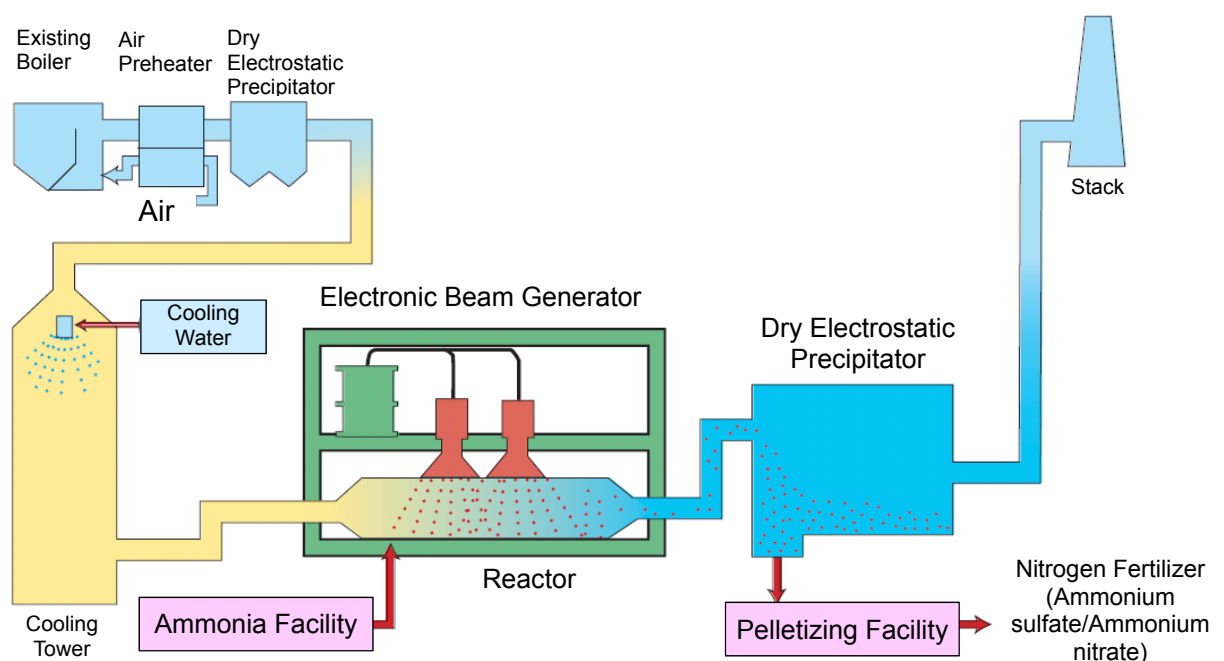 Existing
Boiler
Air
Preheater
Dry
Electrostatic
Precipitator
Air
Stack
Cooling
Water
Electronic Beam Generator
Dry Electrostatic
Precipitator
Reactor
Ammonia Facility
Cooling
Tower
Pelletizing Facility
Nitrogen Fertilizer
(Ammonium
sulfate/Ammonium
nitrate)